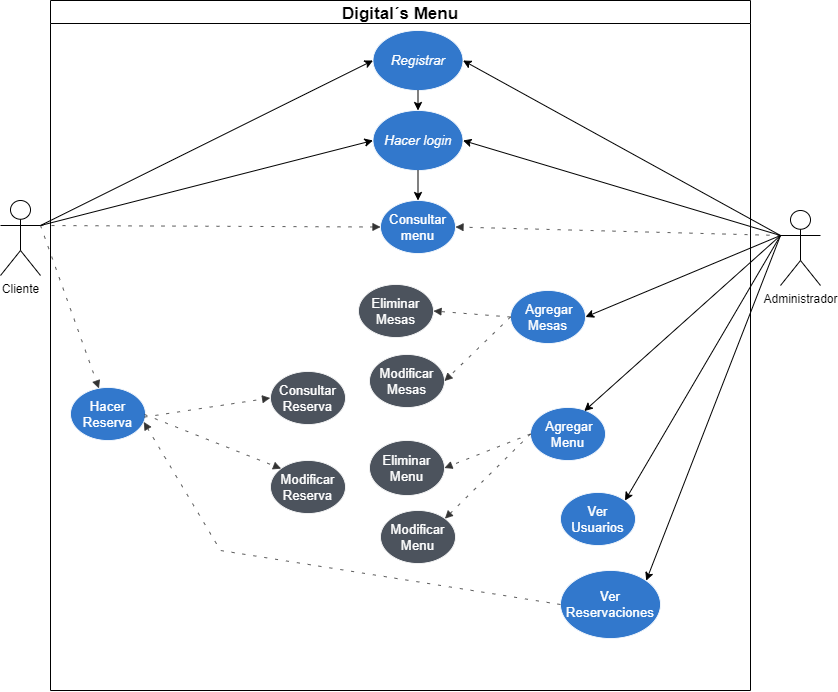 Digital´s Menu
Registrar
Hacer login
Consultar
menu
Cliente
Administrador
Eliminar
Mesas
Agregar
Mesas
Modificar
Mesas
Consultar
Reserva
Hacer
Reserva
Agregar
Menu
Eliminar
Menu
Modificar
Reserva
Modificar
Menu
Ver
Usuarios
Ver
Reservaciones